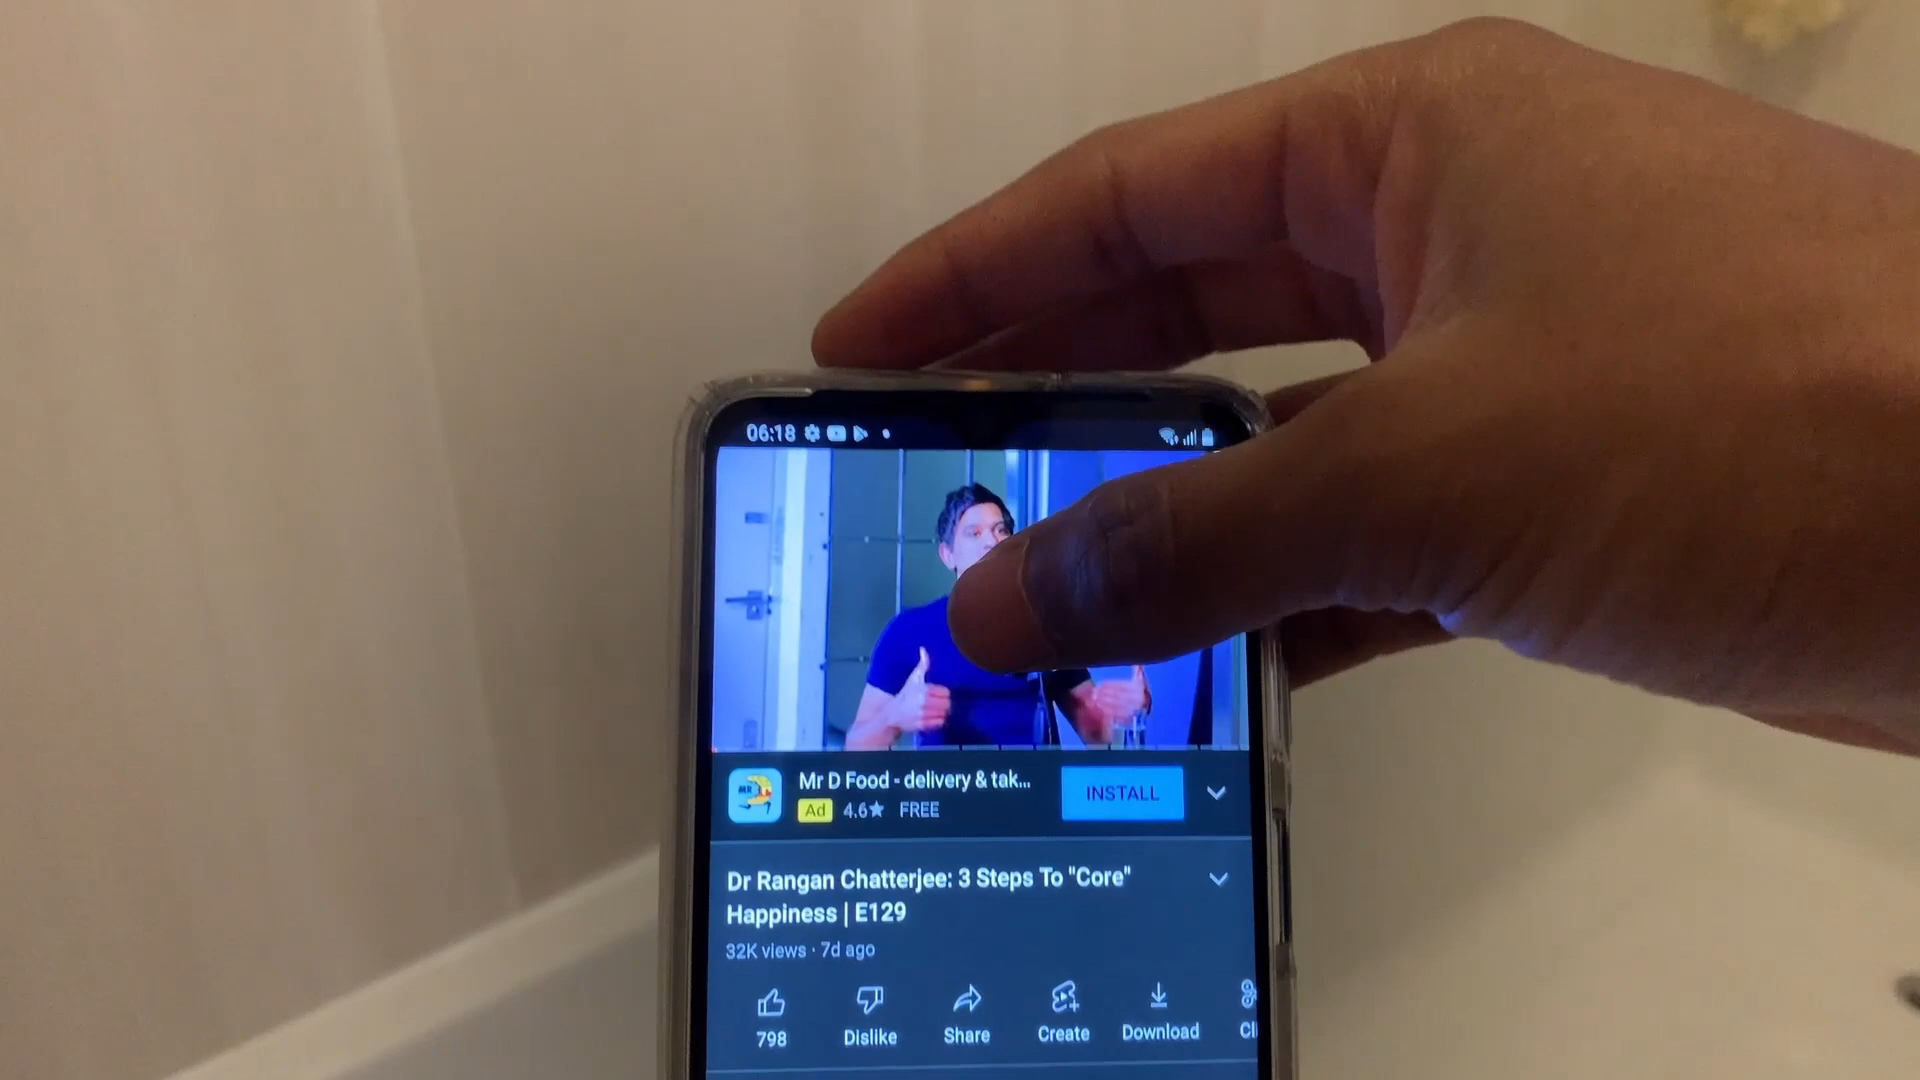 06:18
Mr D Food - delivery & tak...
INSTALL
Ad 4.6★ FREE
Dr Rangan Chatterjee: 3 Steps To "Core"
Happiness | E129
32K views · 7d ago
798 Dislike Share Create Download